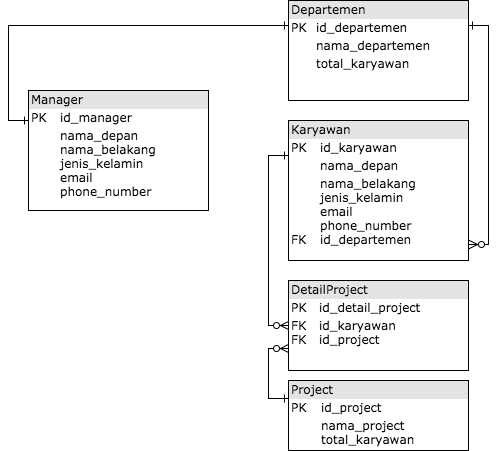 Departemen
PK id_departemen
nama_departemen
total_karyawan
Manager
PK id_manager
nama_depan
nama_belakang
jenis_kelamin
email
phone_number
Karyawan
PK id_karyawan
nama_depan
nama_belakang
jenis_kelamin
email
phone_number
FK id_departemen
DetailProject
PK id_detail_project
FK id_karyawan
FK id_project
Project
PK id_project
nama_project
total_karyawan